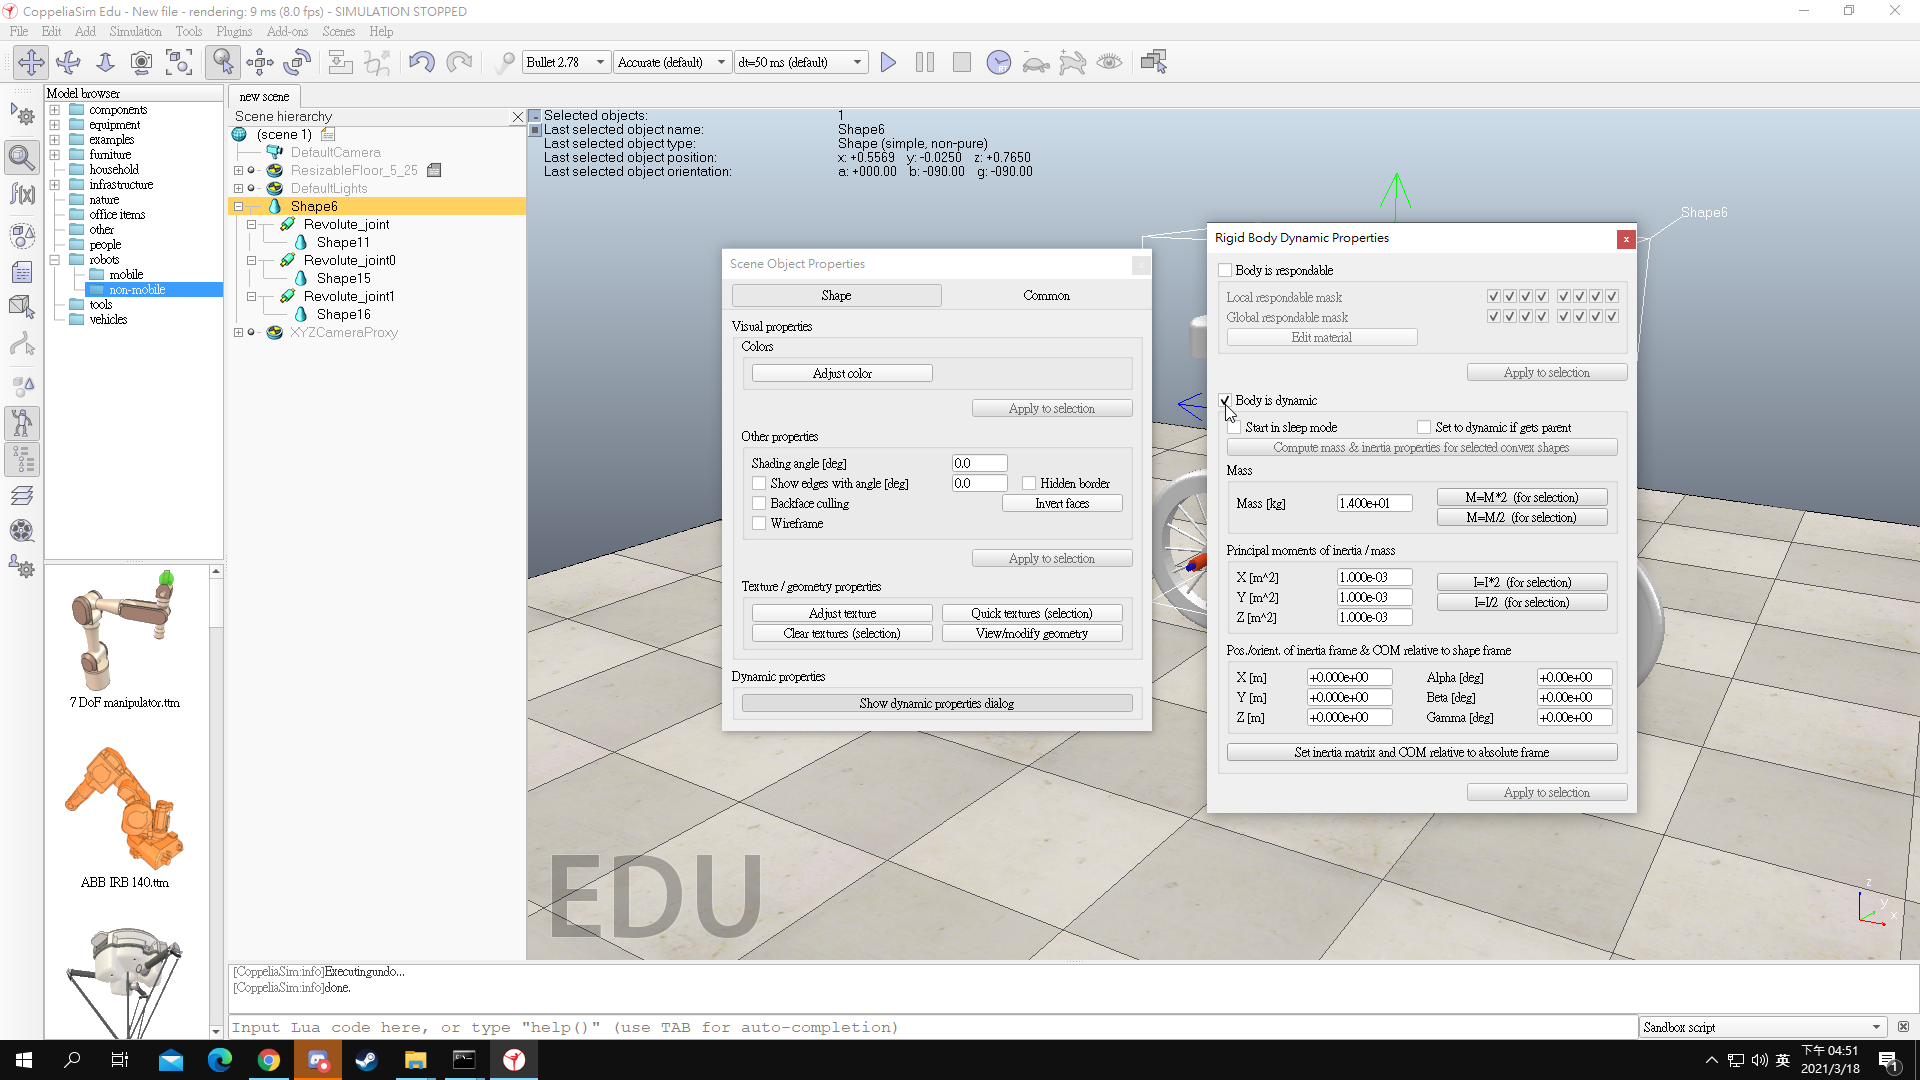 CoppeliaSim Edu - New file - rendering: 9 ms (8.0 fps) - SIMULATION STOPPED
File Edit Add Simulation Tools Plugins Add-ons Scenes Help
Bullet 2.78 Accurate (default) dt=50 ms (default)
Model browser
components
equipment
examples
furniture
household
infrastructure
nature
office items
other
people
robots
mobile
non-mobile
tools
vehicles
7 DoF manipulator.ttm
ABB IRB 140.ttm
new scene
Scene hierarchy
(scene 1)
DefaultCamera
ResizableFloor_5_25
DefaultLights
Shape6
Revolute_joint
Shape11
Revolute_joint0
Shape15
Revolute_joint1
Shape16
XYZCameraProxy
Selected objects: 1
Last selected object name: Shape6
Last selected object type: Shape (simple, non-pure)
Last selected object position: x: +0.5569 y: -0.0250 z: +0.7650
Last selected object orientation: a: +000.00 b: -090.00 g: -090.00
Shape6
Scene Object Properties
Shape Common
Visual properties
Colors
Adjust color
Apply to selection
Other properties
Shading angle [deg] 0.0
Show edges with angle [deg] 0.0 Hidden border
Backface culling Invert faces
Wireframe
Apply to selection
Texture / geometry properties
Adjust texture Quick textures (selection)
Clear textures (selection) View/modify geometry
Dynamic properties
Show dynamic properties dialog
Rigid Body Dynamic Properties
Body is respondable
Local respondable mask
Global respondable mask
Edit material
Apply to selection
Body is dynamic
Start in sleep mode Set to dynamic if gets parent
Compute mass & inertia properties for selected convex shapes
Mass
Mass [kg] 1.400e+01 M=M*2 (for selection)
M=M/2 (for selection)
Principal moments of inertia / mass
X [m^2] 1.000e-03 I=I*2 (for selection)
Y [m^2] 1.000e-03 I=I/2 (for selection)
Z [m^2] 1.000e-03
Pos./orient. of inertia frame & COM relative to shape frame
X [m] +0.000e+00 Alpha [deg] +0.00e+00
Y [m] +0.000e+00 Beta [deg] +0.00e+00
Z [m] +0.000e+00 Gamma [deg] +0.00e+00
Set inertia matrix and COM relative to absolute frame
Apply to selection
EDU
z
y
x
[CoppeliaSim:info]Executingundo...
[CoppeliaSim:info]done.
Input Lua code here, or type "help()" (use TAB for auto-completion)
Sandbox script
英
下午 04:51
2021/3/18
1